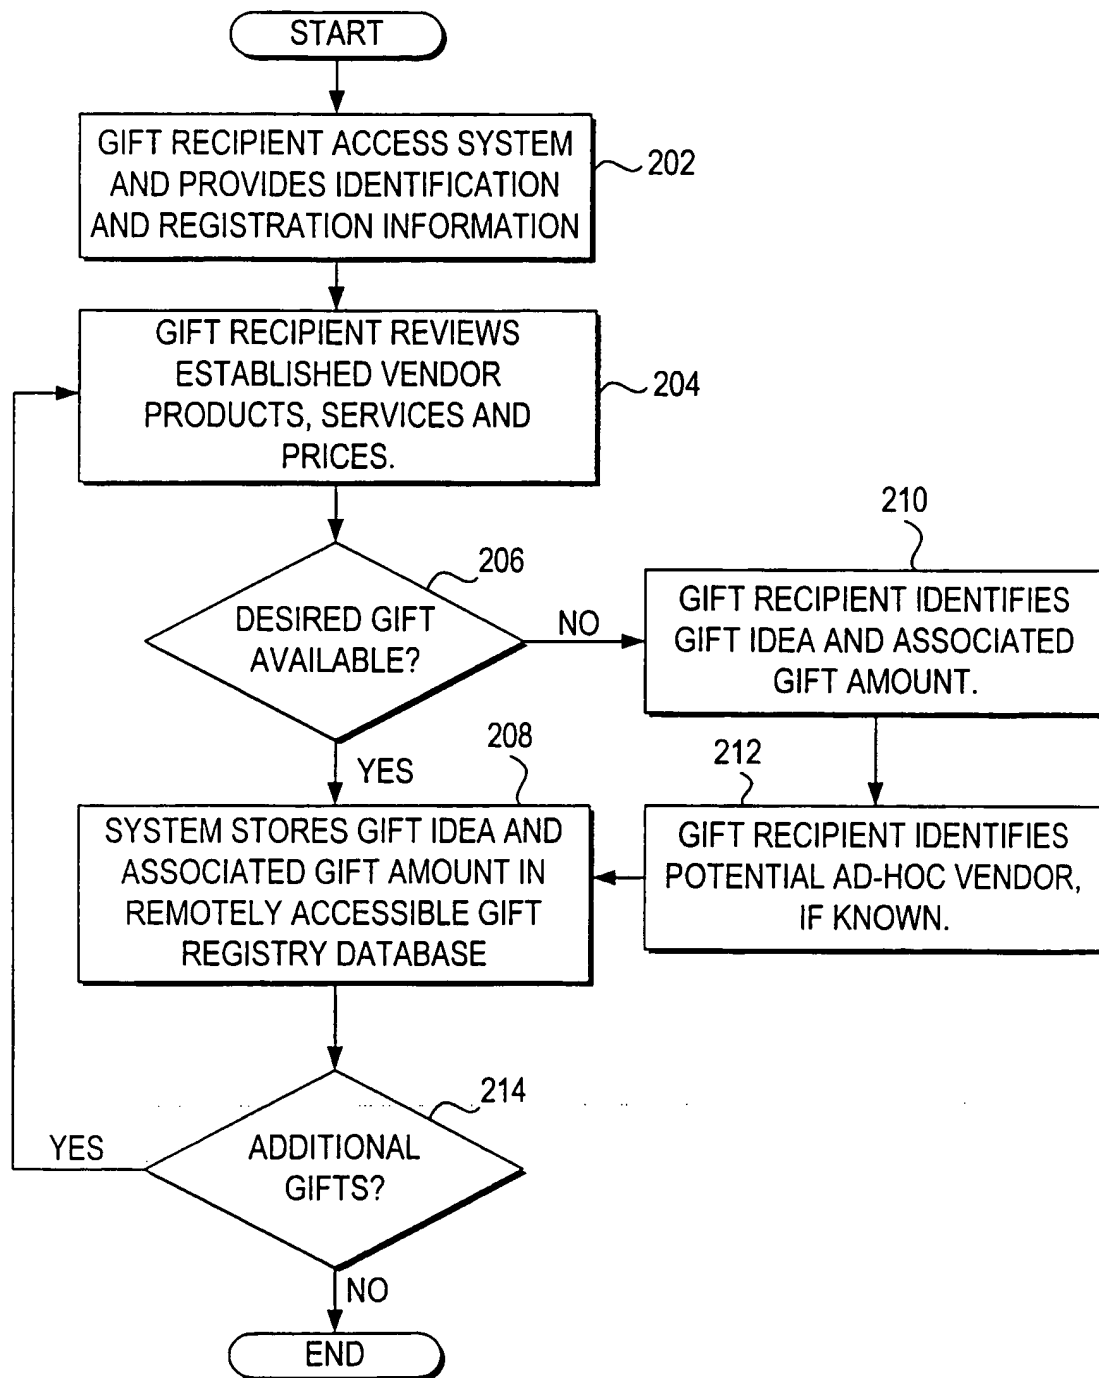 START
GIFT RECIPIENT ACCESS SYSTEM
AND PROVIDES IDENTIFICATION
AND REGISTRATION INFORMATION
202
GIFT RECIPIENT REVIEWS
ESTABLISHED VENDOR
PRODUCTS, SERVICES AND
PRICES.
204
206
DESIRED GIFT
AVAILABLE?
NO
210
GIFT RECIPIENT IDENTIFIES
GIFT IDEA AND ASSOCIATED
GIFT AMOUNT.
YES
208
SYSTEM STORES GIFT IDEA AND
ASSOCIATED GIFT AMOUNT IN
REMOTELY ACCESSIBLE GIFT
REGISTRY DATABASE
212
GIFT RECIPIENT IDENTIFIES
POTENTIAL AD-HOC VENDOR,
IF KNOWN.
214
ADDITIONAL
GIFTS?
YES
NO
END